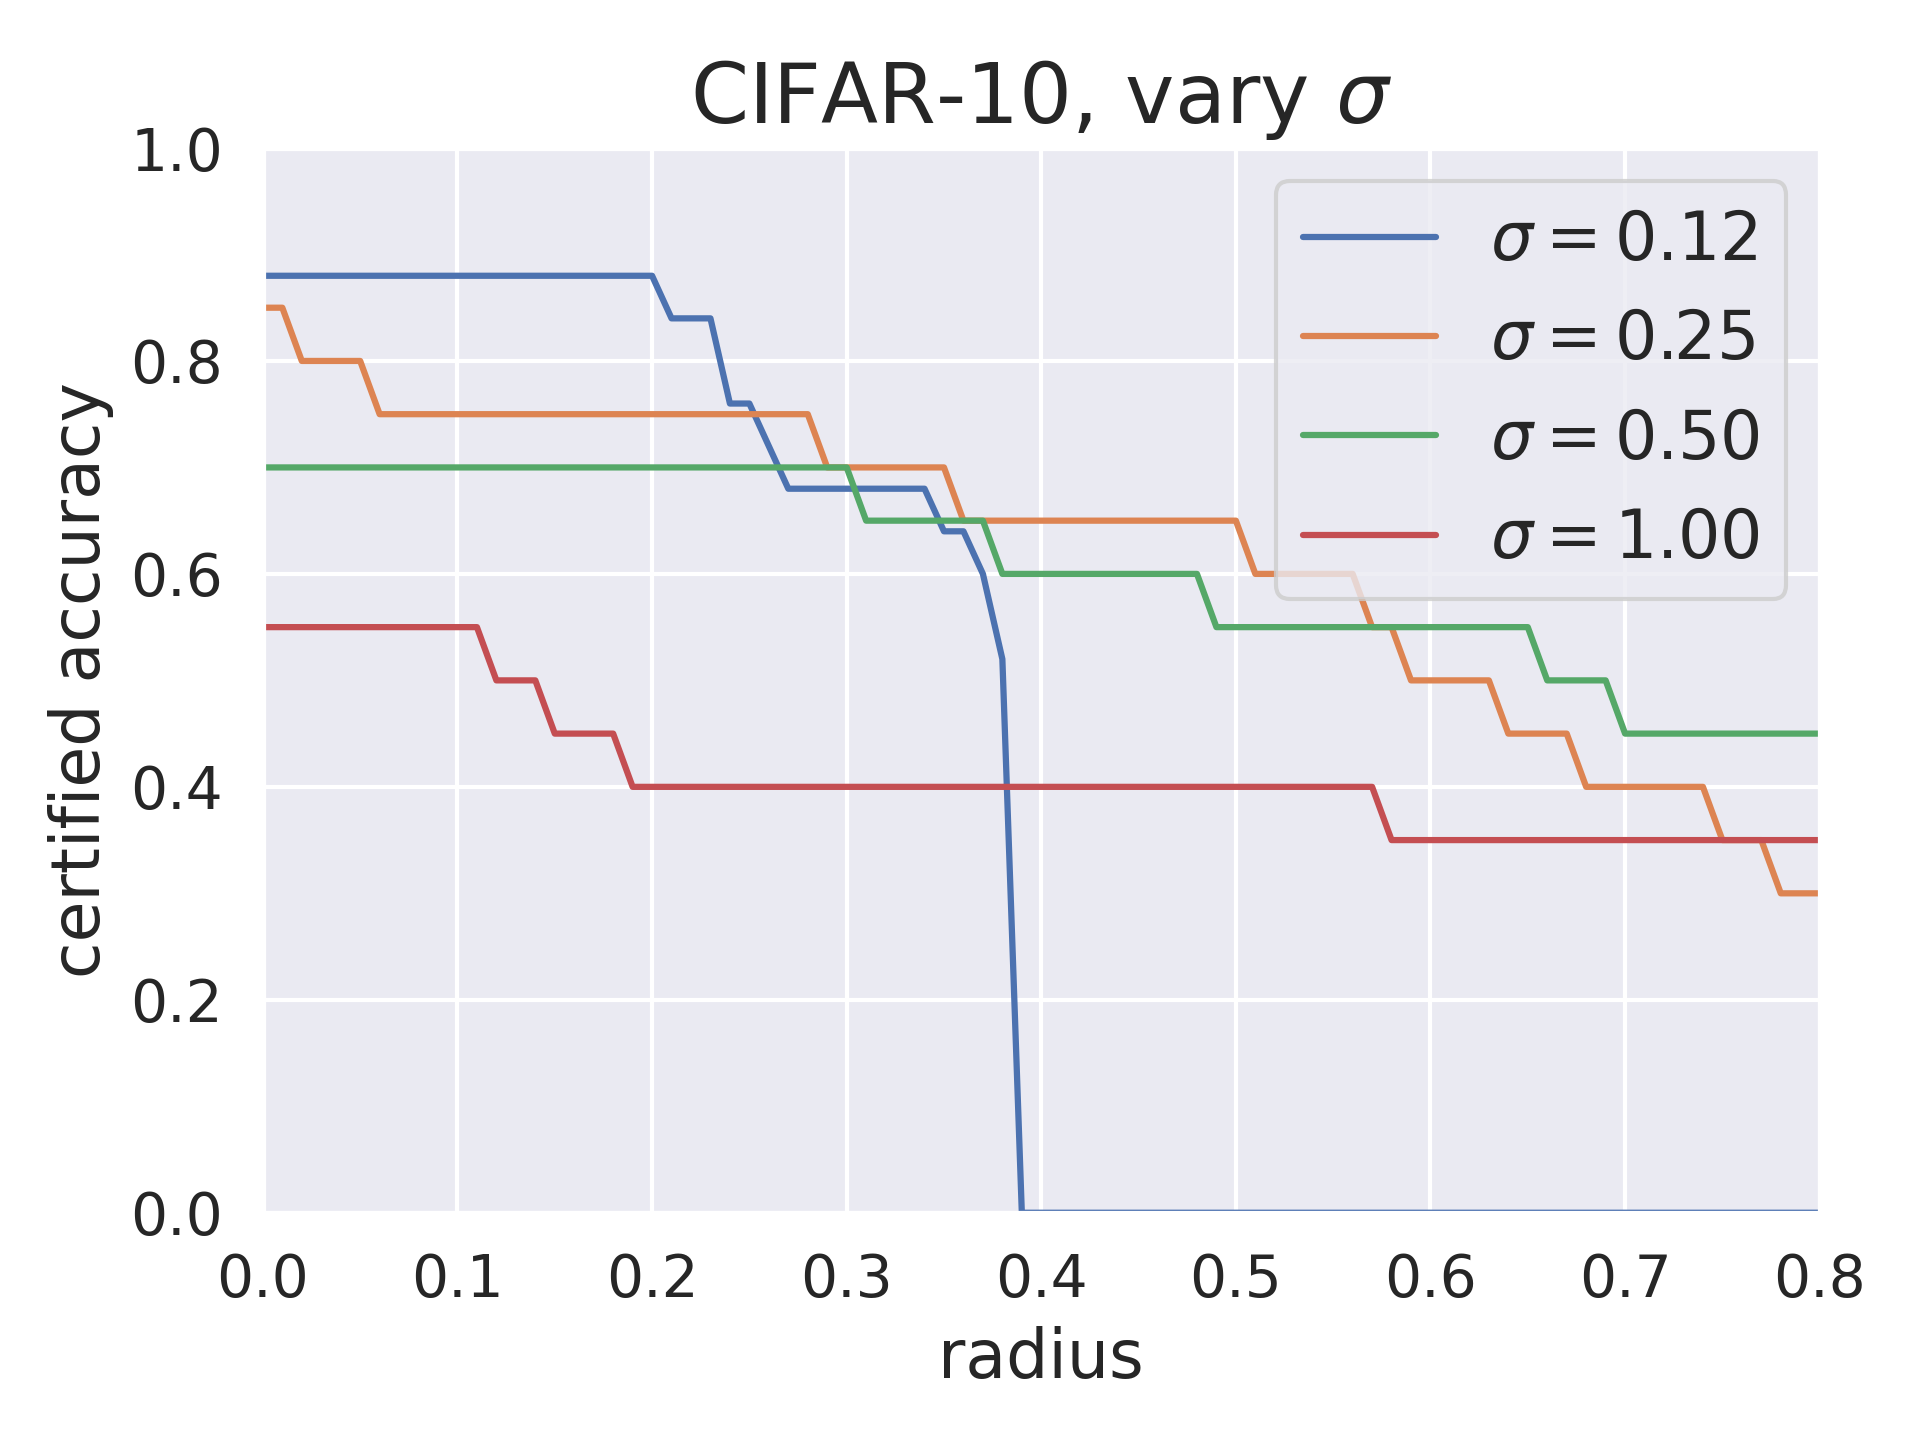 CIFAR-10, vary σ
1.0
0.8
0.6
0.4
0.2
0.0
certified accuracy
σ = 0.12
σ = 0.25
σ = 0.50
σ = 1.00
0.0 0.1 0.2 0.3 0.4 0.5 0.6 0.7 0.8
radius